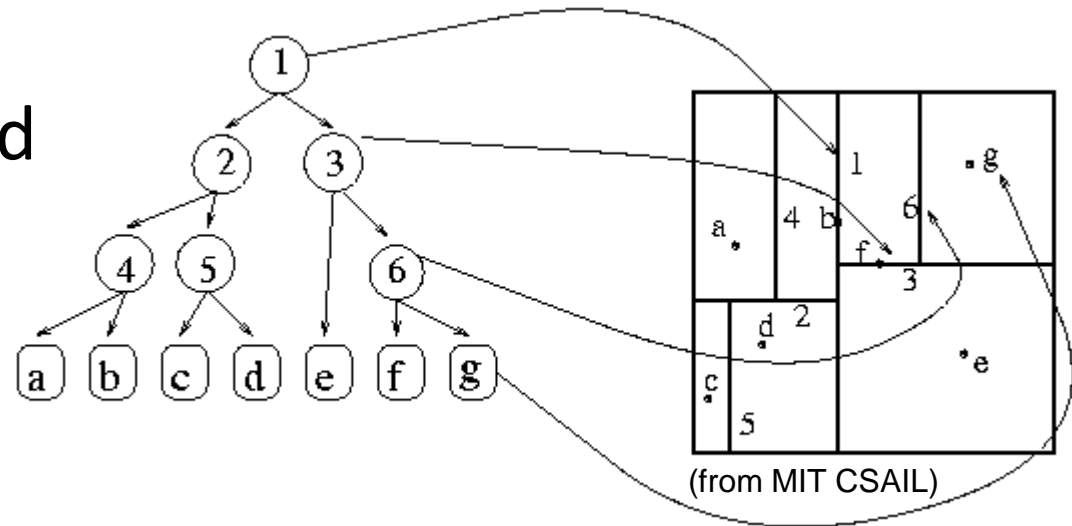 d
1
2 3
4 5 6
a b c d e f g
1 g
a 4 b 6
f 3
d 2
e
c
5
(from MIT CSAIL)